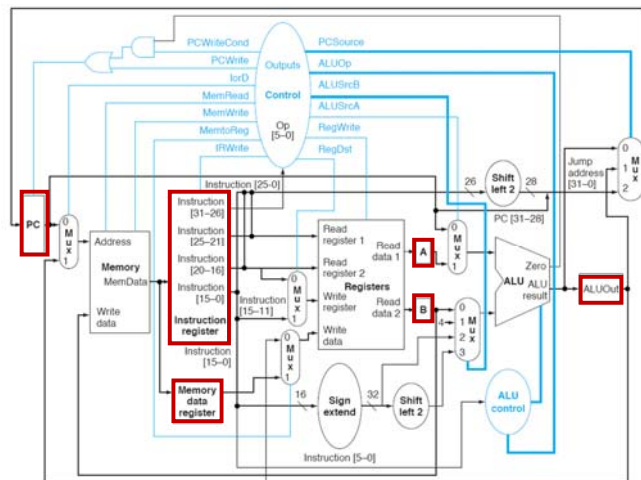 PCWriteCond
PCWrite
IorD
MemRead
MemWrite
MemtoReg
IRWrite
Outputs
Control
Op
[5–0]
PCSource
ALUOp
ALUSrcB
ALUSrcA
RegWrite
RegDst
PC
0
M
u
x
1
Address
Memory
MemData
Write
data
Instruction [25-0]
Instruction
[31–26]
Instruction
[25–21]
Instruction
[20–16]
Instruction
[15–0]
Instruction
register
Instruction
[15–0]
Memory
data
register
Instruction
[15–11]
0
M
u
x
1
0
M
u
x
1
Read
register 1
Read
register 2
Write
register
Write
data
Registers
Read
data 1
Read
data 2
A
B
4
0
M
u
x
1
0
1
M
u
x
2
3
16
Sign
extend
32
Shift
left 2
Instruction [5–0]
26
Shift
left 2
28
PC [31–28]
Jump
address
[31–0]
Zero
ALU
ALU
result
ALUOut
ALU
control
0
1
M
u
x
2